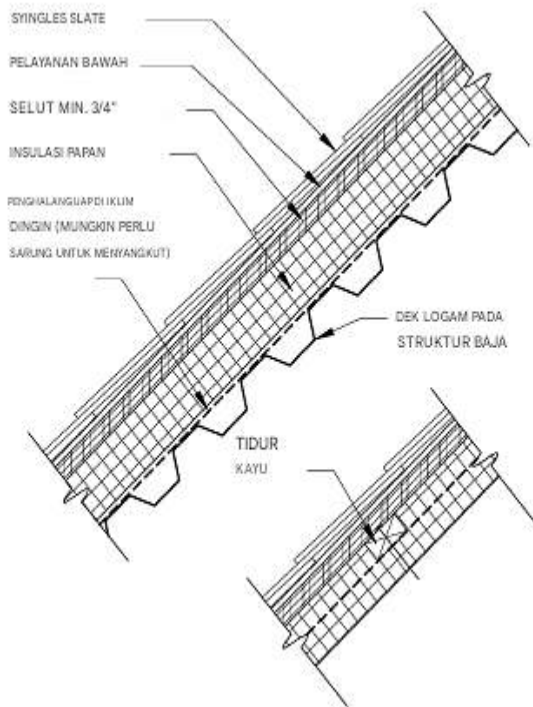 SYINGLES SLATE
PELAYANAN BAWAH
SELUT MIN. 3/4"
INSULASI PAPAN
PENGHALANGUAPDI IKLIM
DINGIN (MUNGKIN PERLU
SARUNG UNTUK MENYANGKUT)
DEK LOGAM PADA
STRUKTUR BAJA
TIDUR
KAYU